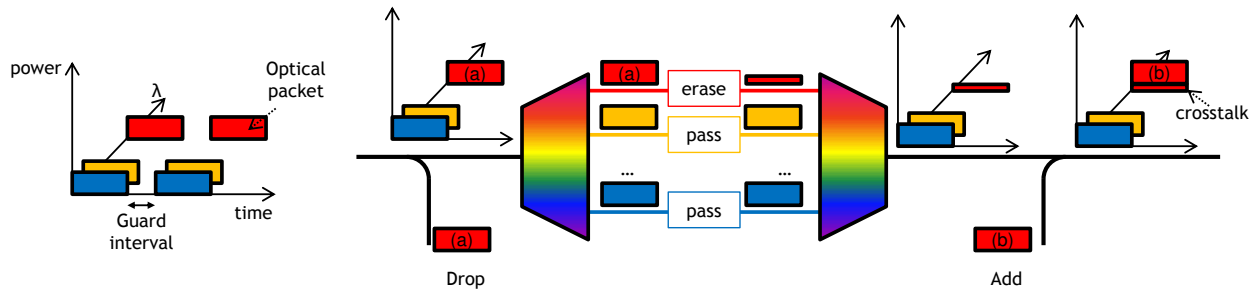 power
λ
Optical
packet
Guard
interval
time
(a)
(a)
erase
pass
...
...
pass
(a)
Drop
(b)
crosstalk
(b)
Add